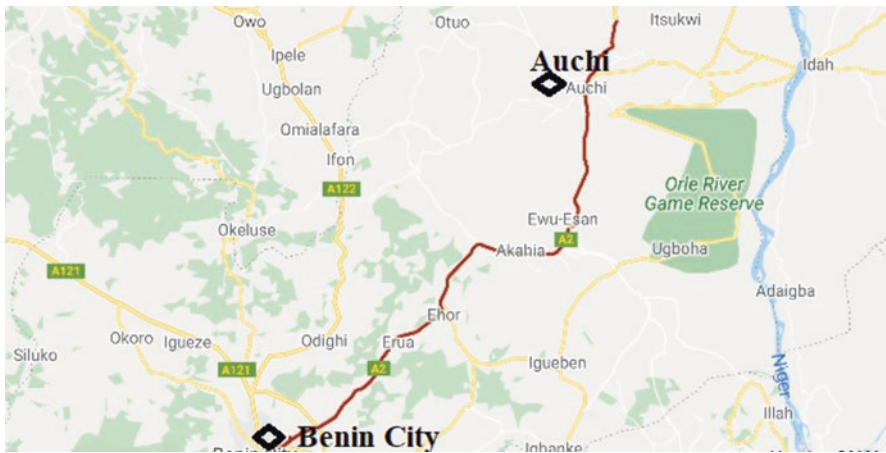 Owo
Otuo
Itsukwi
Ipele
Auchi
Idah
Ugbolan
Auchi
Omialafara
Ifon
A122
Orle River
Game Reserve
Okeluse
Ewu-Esan
A2
Akahia
Ugboha
A121
Adaigba
Ehor
Okoro
Igueze
Odighi
Erua
Siluko
A121
A2
Igueben
Niger
Illah
Benin City
Igbanke